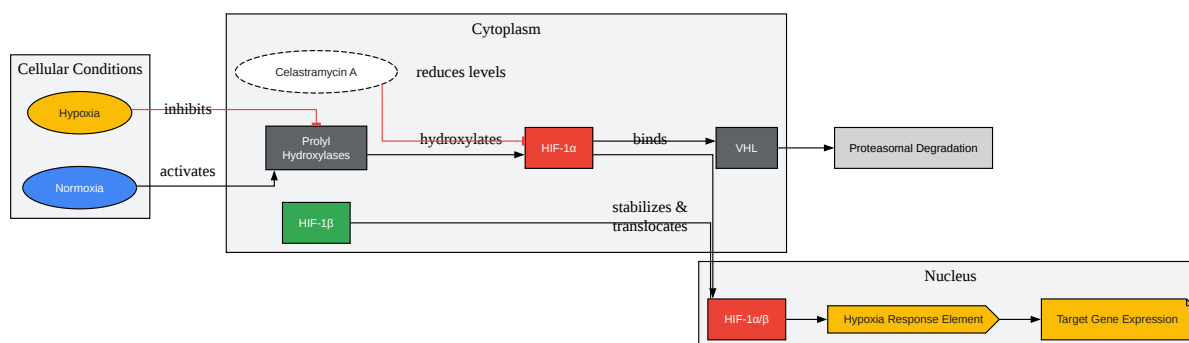 Cellular Conditions
Hypoxia
Normoxia
inhibits
activates
Cytoplasm
Celastramycin A
reduces levels
Prolyl
Hydroxylases
hydroxylates
HIF-1α
binds
VHL
Proteasomal Degradation
HIF-1β
stabilizes &
translocates
Nucleus
HIF-1α/β
Hypoxia Response Element
Target Gene Expression